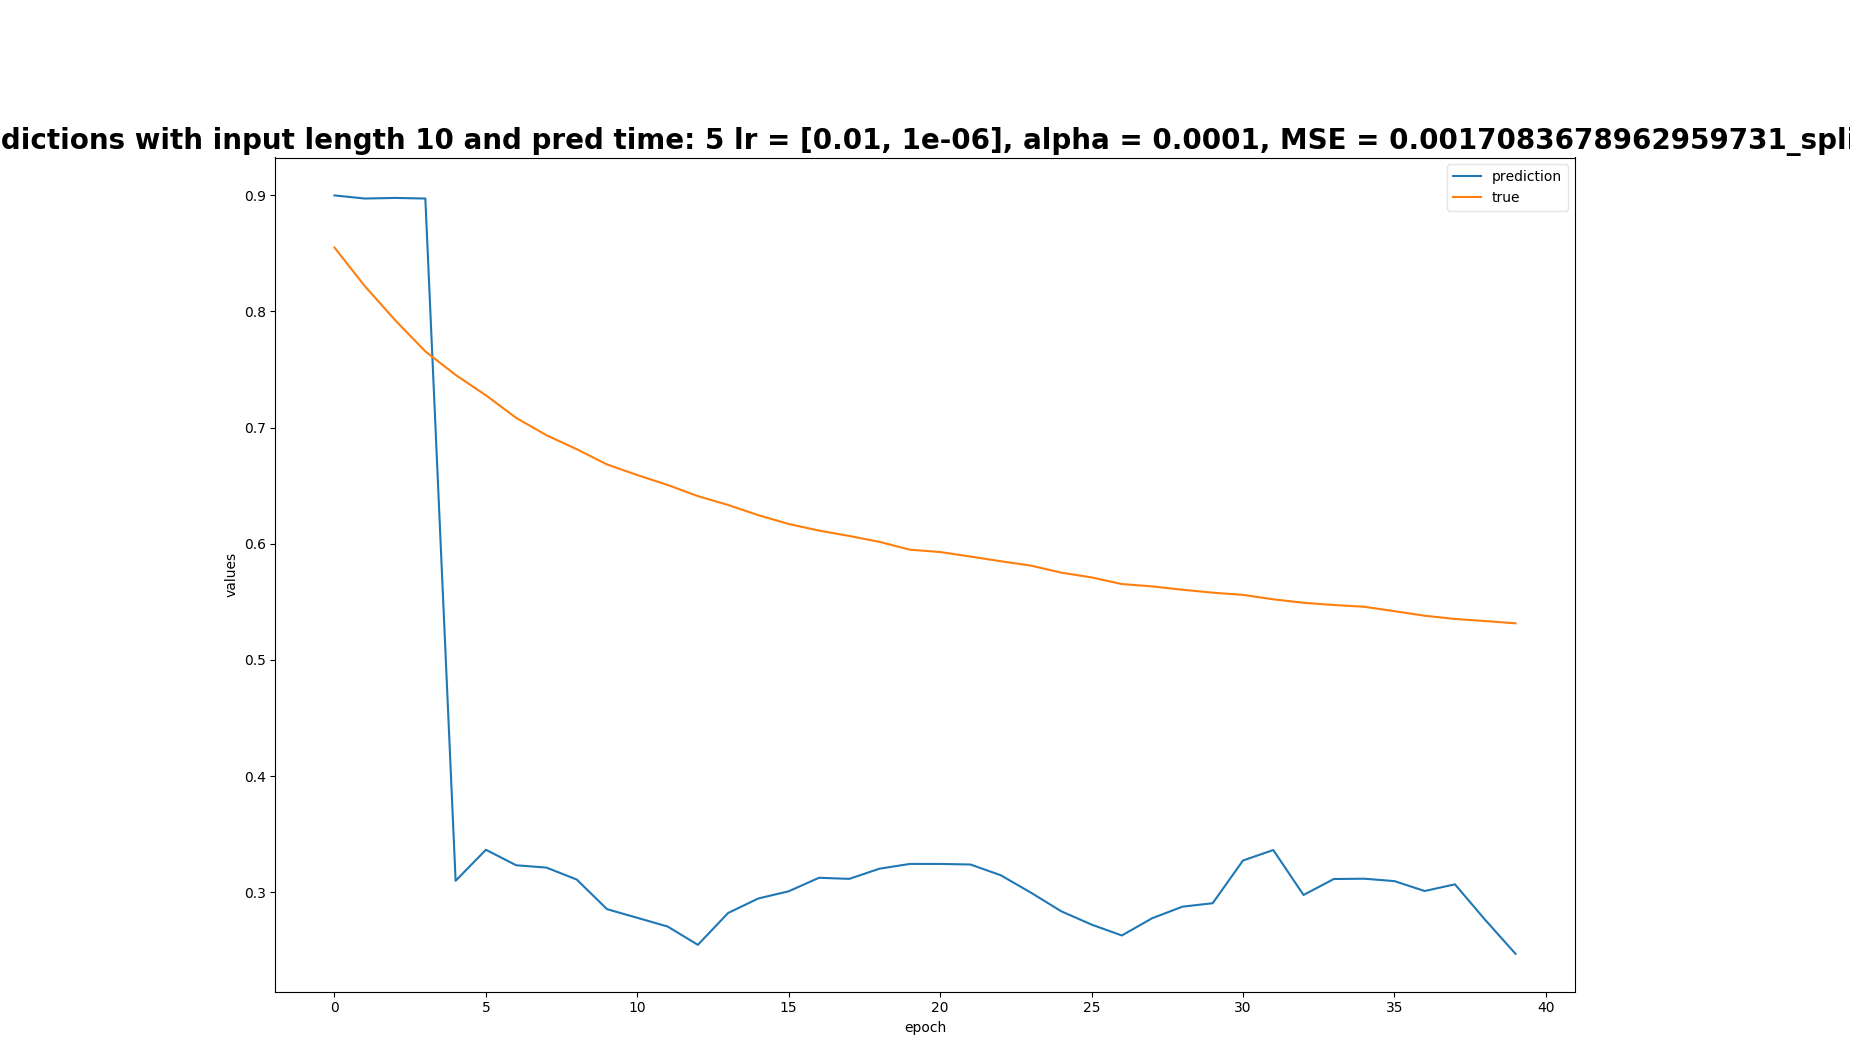 dictions with input length 10 and pred time: 5 lr = [0.01, 1e-06], alpha = 0.0001, MSE = 0.0017083678962959731_spli
prediction
true
0.9
0.8
0.7
0.6
0.5
0.4
0.3
values
0 5 10 15 20 25 30 35 40
epoch